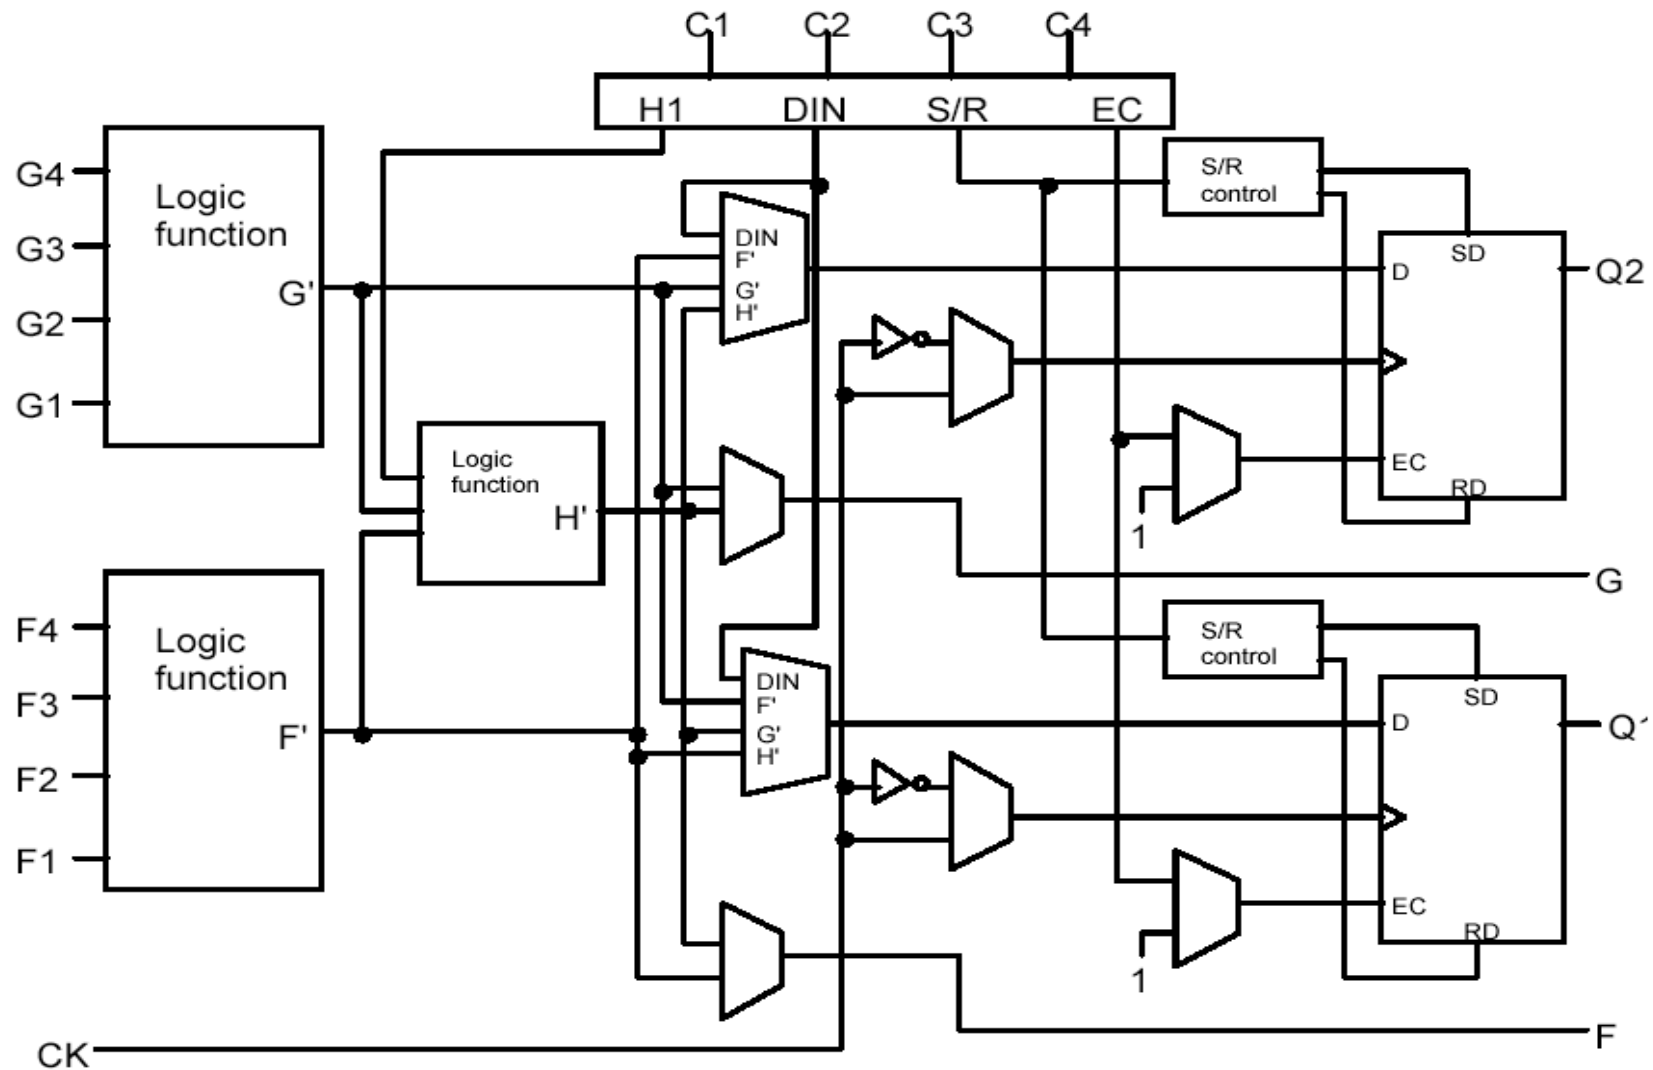 C1 C2 C3 C4
H1 DIN S/R EC
G4
G3
G2
G1
Logic
function
G'
S/R
control
DIN
F'
G'
H'
SD
D
EC
RD
Q2
1
Logic
function
H'
G
F4
F3
F2
F1
Logic
function
F'
S/R
control
DIN
F'
G'
H'
SD
D
EC
RD
Q
1
F
CK